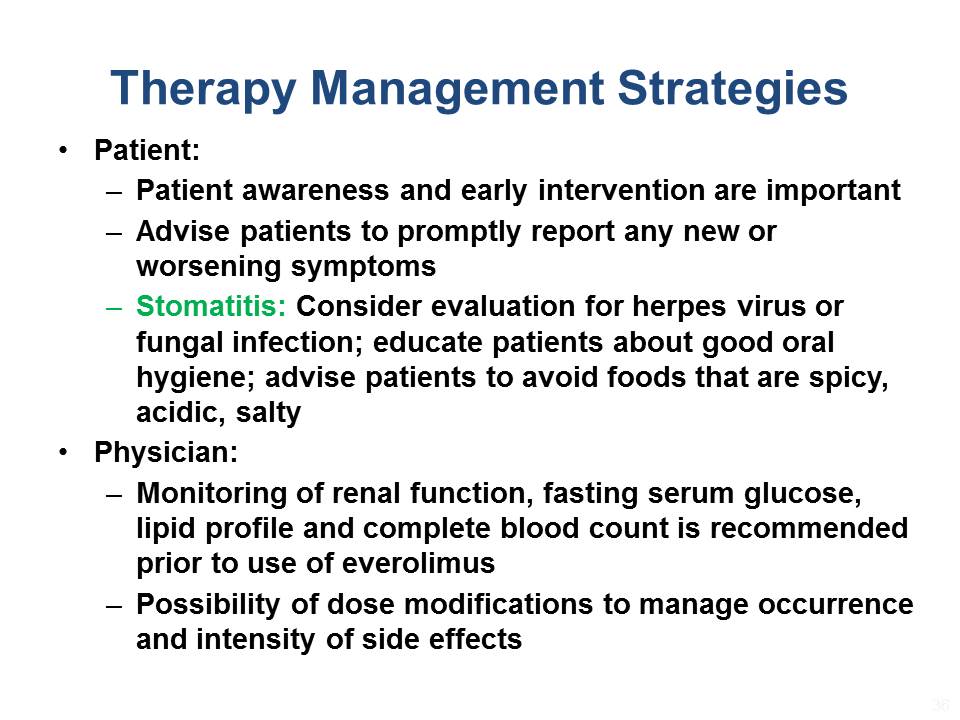 Therapy Management Strategies
• Patient:
– Patient awareness and early intervention are important
– Advise patients to promptly report any new or
worsening symptoms
– Stomatitis: Consider evaluation for herpes virus or
fungal infection; educate patients about good oral
hygiene; advise patients to avoid foods that are spicy,
acidic, salty
• Physician:
– Monitoring of renal function, fasting serum glucose,
lipid profile and complete blood count is recommended
prior to use of everolimus
– Possibility of dose modifications to manage occurrence
and intensity of side effects
36